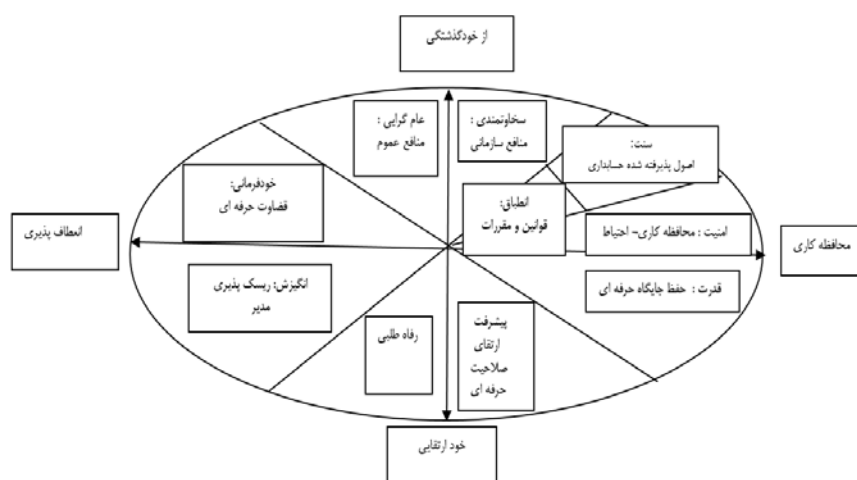 از خودگذشتگی
عام گرایی :
منافع عموم
سخاوتمندی :
منافع سازمانی
سنت:
اصول پذیرفته شده حسابداری
خودفرمانی:
قضاوت حرفه ای
انطباق:
قوانین و مقررات
انعطاف پذیری
امنیت : محافظه کاری- احتیاط
محافظه کاری
انگیزش: ریسک پذیری
مدیر
قدرت : حفظ جایگاه حرفه ای
رفاه طلبی
پیشرفت
ارتقای
صلاحیت
حرفه ای
خود ارتقایی